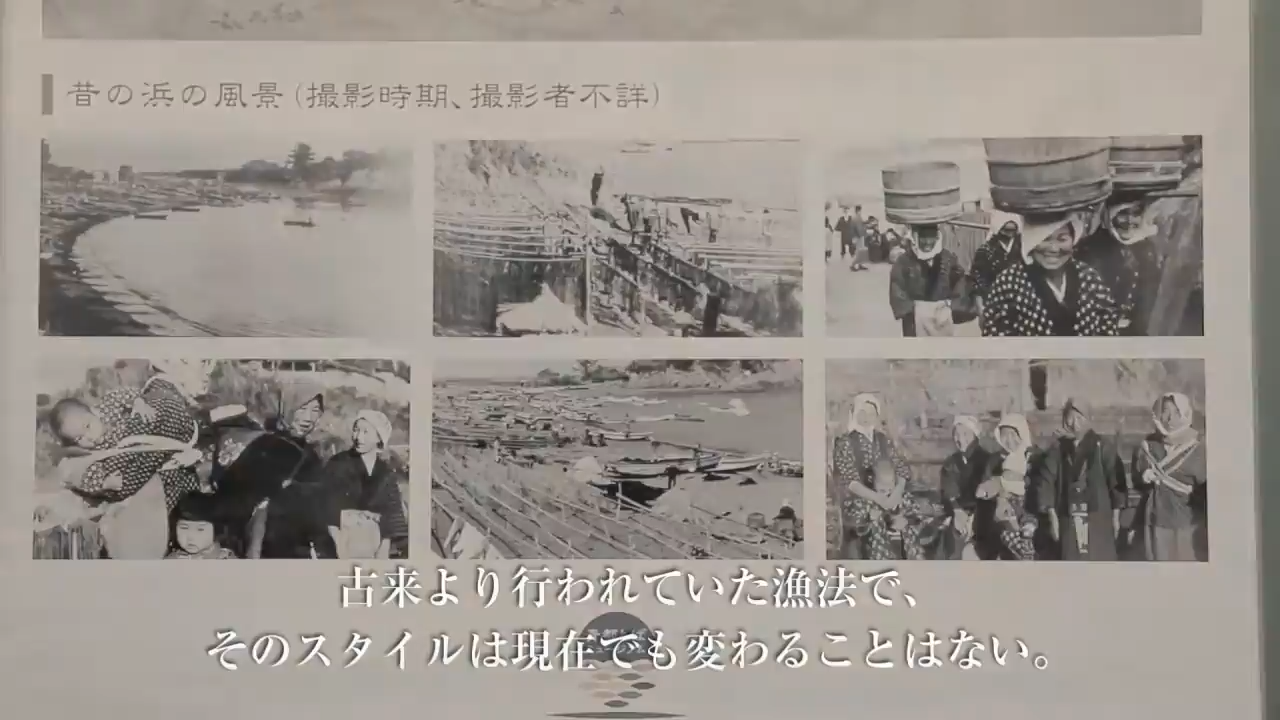 昔の浜の風景(撮影時期、撮影者不詳)
古来より行われていた漁法で、
そのスタイルは現在でも変わることはない。